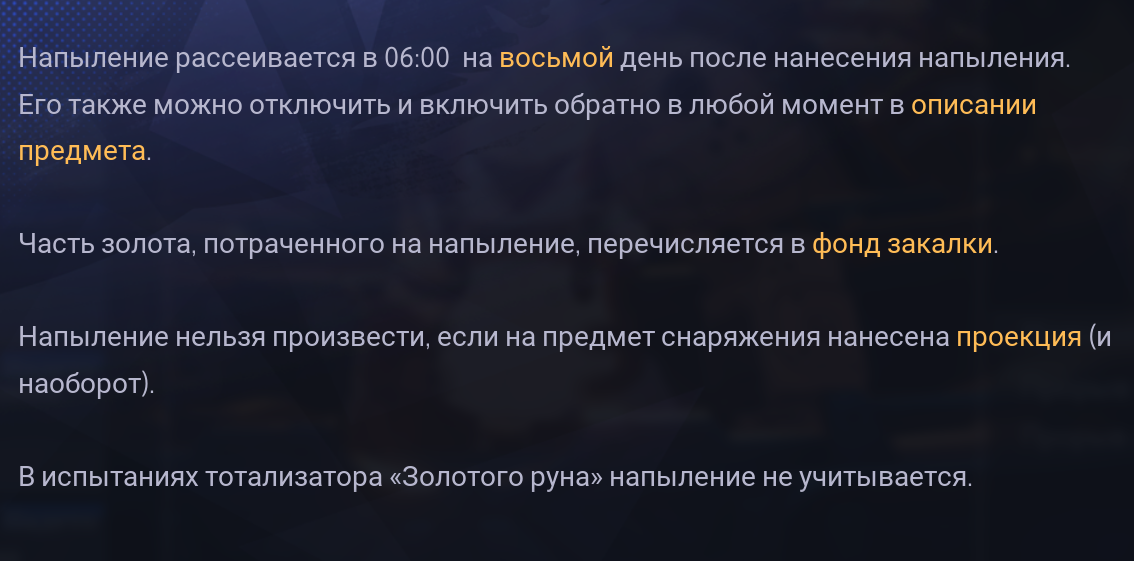 Напыление рассеивается в 06:00 на восьмой день после нанесения напыления.
Его также можно отключить и включить обратно в любой момент в описании
предмета.
Часть золота, потраченного на напыление, перечисляется в фонд закалки.
Напыление нельзя произвести, если на предмет снаряжения нанесена проекция (и
наоборот).
В испытаниях тотализатора «Золотого руна» напыление не учитывается.